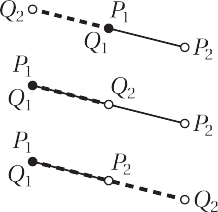 Q₂ P₁
Q₁ P₂
P₁ Q₂
Q₁ P₂
P₁ P₂
Q₁ Q₂